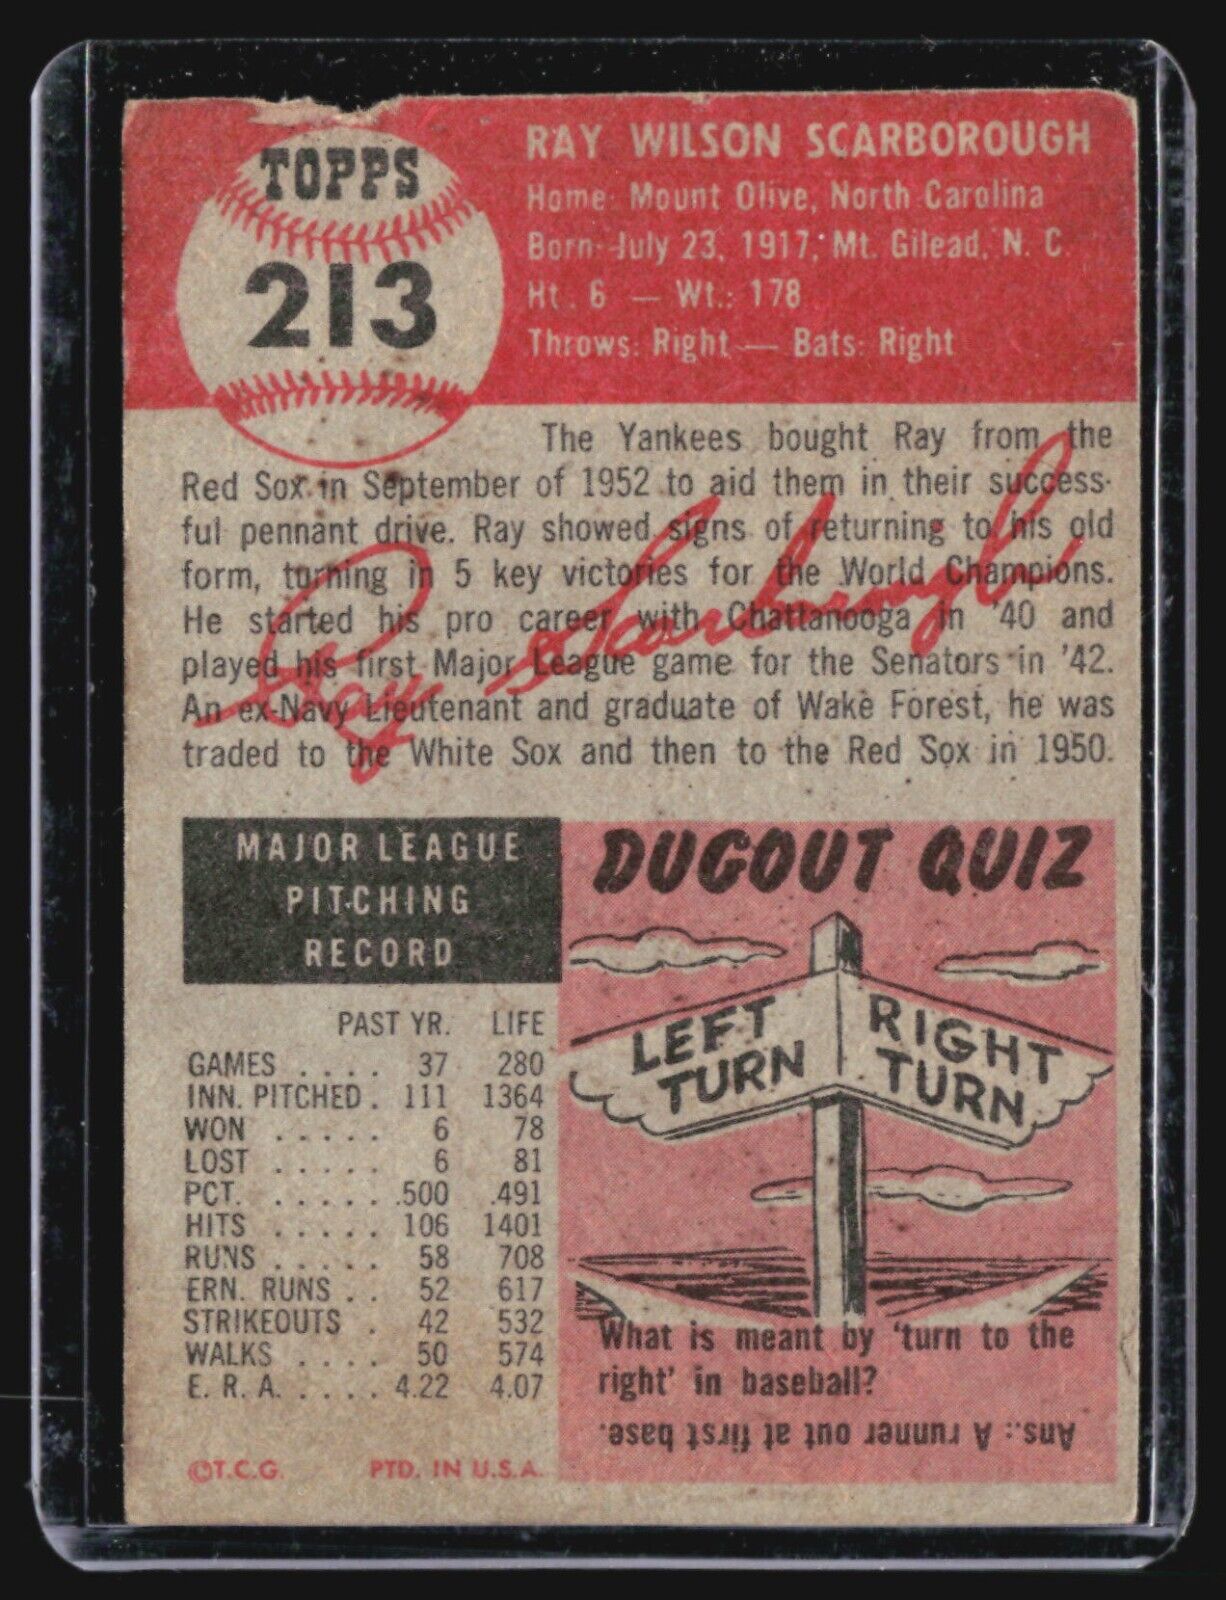 TOPPS
213
RAY WILSON SCARBOROUGH
Home: Mount Olive, North Carolina
Born: July 23, 1917, Mt. Gilead, N. C.
Ht. 6 — Wt.: 178
Throws: Right — Bats: Right
The Yankees bought Ray from the
Red Sox in September of 1952 to aid them in their success-
ful pennant drive. Ray showed signs of returning to his old
form, turning in 5 key victories for the World Champions.
He started his pro career with Chattanooga in '40 and
played his first Major League game for the Senators in '42.
An ex-Navy Lieutenant and graduate of Wake Forest, he was
traded to the White Sox and then to the Red Sox in 1950.
Ray Scarborough
MAJOR LEAGUE
PITCHING
RECORD
PAST YR. LIFE
GAMES . . . . 37 280
INN. PITCHED . 111 1364
WON . . . . . 6 78
LOST . . . . . 6 81
PCT. . . . . . .500 .491
HITS . . . . . 106 1401
RUNS . . . . . 58 708
ERN. RUNS . . 52 617
STRIKEOUTS . 42 532
WALKS . . . . 50 574
E. R. A. . . . . 4.22 4.07
©T.C.G. PTD. IN U.S.A.
DUGOUT QUIZ
LEFT
TURN
RIGHT
TURN
What is meant by 'turn to the
right' in baseball?
Ans.: A runner out at first base.